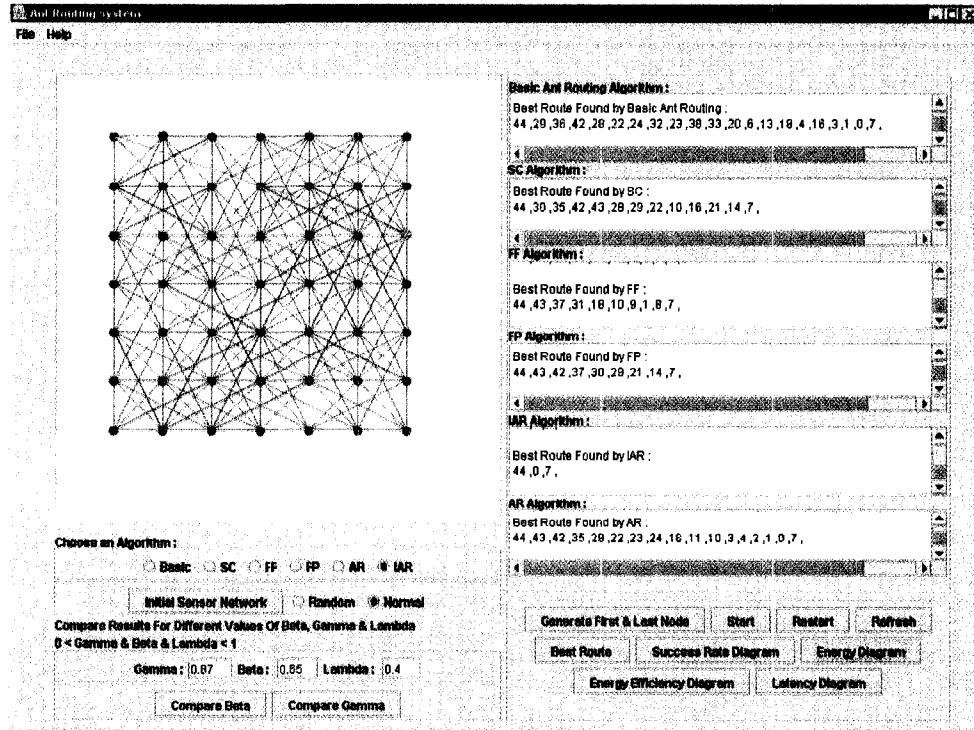 Ant Routing system
File Help
Basic Ant Routing Algorithm :
Best Route Found by Basic Ant Routing :
44 ,29 ,36 ,42 ,28 ,22 ,24 ,32 ,23 ,38 ,33 ,20 ,6 ,13 ,18 ,4 ,16 ,3 ,1 ,0 ,7 ,
SC Algorithm :
Best Route Found by SC :
44 ,30 ,35 ,42 ,43 ,28 ,29 ,22 ,10 ,16 ,21 ,14 ,7 ,
FF Algorithm :
Best Route Found by FF :
44 ,43 ,37 ,31 ,18 ,10 ,9 ,1 ,8 ,7 ,
FP Algorithm :
Best Route Found by FP :
44 ,43 ,42 ,37 ,30 ,29 ,21 ,14 ,7 ,
IAR Algorithm :
Best Route Found by IAR :
44 ,0 ,7 ,
AR Algorithm :
Best Route Found by AR :
44 ,43 ,42 ,35 ,29 ,22 ,23 ,24 ,18 ,11 ,10 ,3 ,4 ,2 ,1 ,0 ,7 ,
Choose an Algorithm :
Basic SC FF FP AR IAR
Initial Sensor Network Random Normal
Compare Results For Different Values Of Beta, Gamma & Lambda
0 < Gamma & Beta & Lambda < 1
Gamma : 0.87 Beta : 0.65 Lambda : 0.4
Compare Beta Compare Gamma
Generate First & Last Node Start Restart Refresh
Best Route Success Rate Diagram Energy Diagram
Energy Efficiency Diagram Latency Diagram